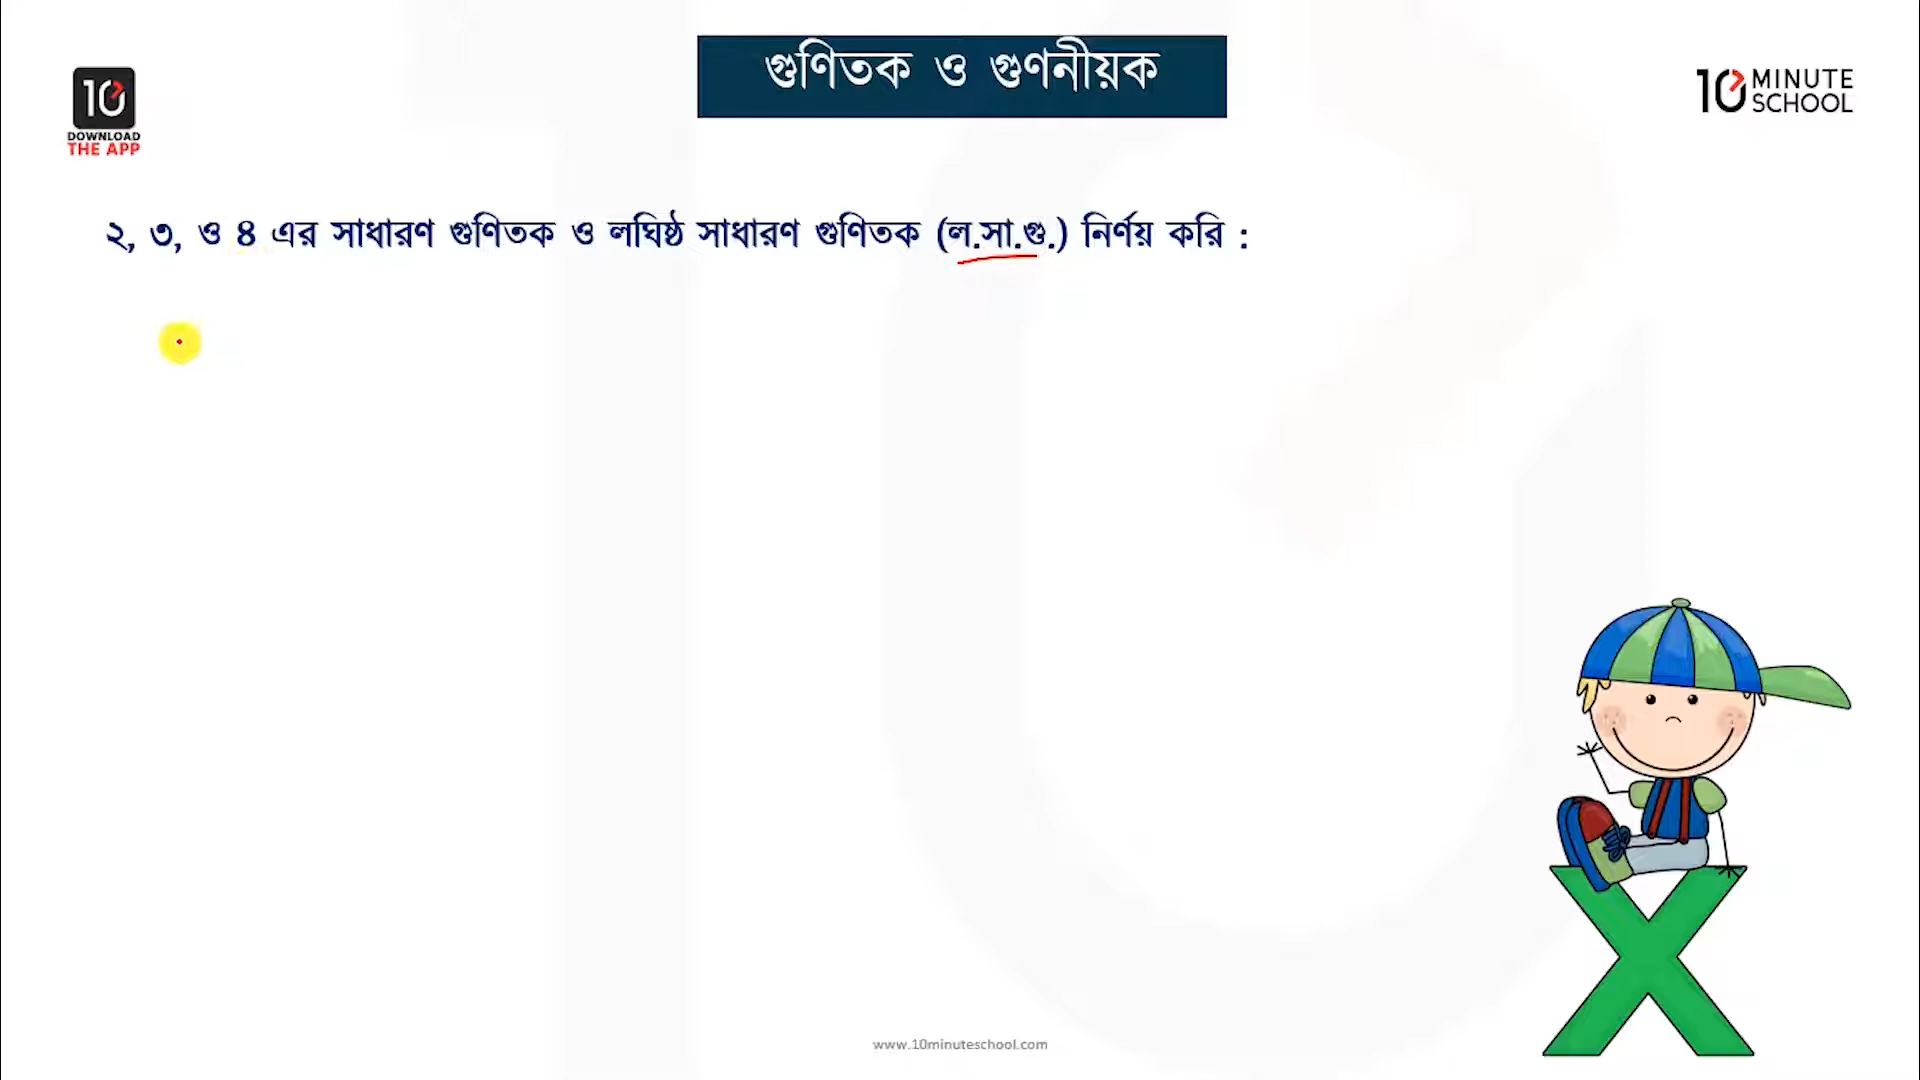 গুণিতক ও গুণনীয়ক
10
DOWNLOAD
THE APP
10 MINUTE
SCHOOL
২, ৩, ও ৪ এর সাধারণ গুণিতক ও লঘিষ্ঠ সাধারণ গুণিতক (ল.সা.গু.) নির্ণয় করি :
X
www.10minuteschool.com